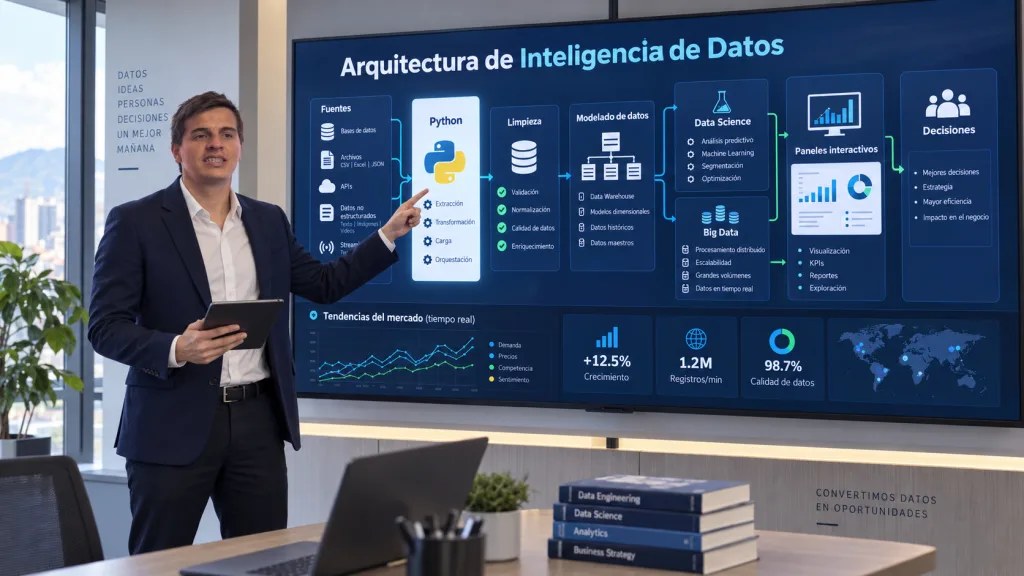 DATOS
IDEAS
PERSONAS
DECISIONES
UN MEJOR
MAÑANA
Arquitectura de Inteligencia de Datos
Fuentes
Bases de datos
Archivos
CSV | Excel | JSON
APIs
Datos no
estructurados
Texto | Imágenes |
Videos
Python
Extracción
Transformación
Carga
Orquestación
Limpieza
Validación
Normalización
Calidad de datos
Enriquecimiento
Modelado de datos
Data Warehouse
Modelos dimensionales
Datos históricos
Datos maestros
Data Science
Análisis predictivo
Machine Learning
Segmentación
Optimización
Big Data
Procesamiento distribuido
Escalabilidad
Grandes volúmenes
Datos en tiempo real
Paneles interactivos
Visualización
KPIs
Reportes
Exploración
Decisiones
Mejores decisiones
Estrategia
Mayor eficiencia
Impacto en el negocio
Tendencias del mercado (tiempo real)
Demanda
Precios
Competencia
Sentimiento
+12.5%
Crecimiento
1.2M
Registros/min
98.7%
Calidad de datos
Data Engineering
Data Science
Analytics
Business Strategy
CONVERTIMOS DATOS
EN OPORTUNIDADES